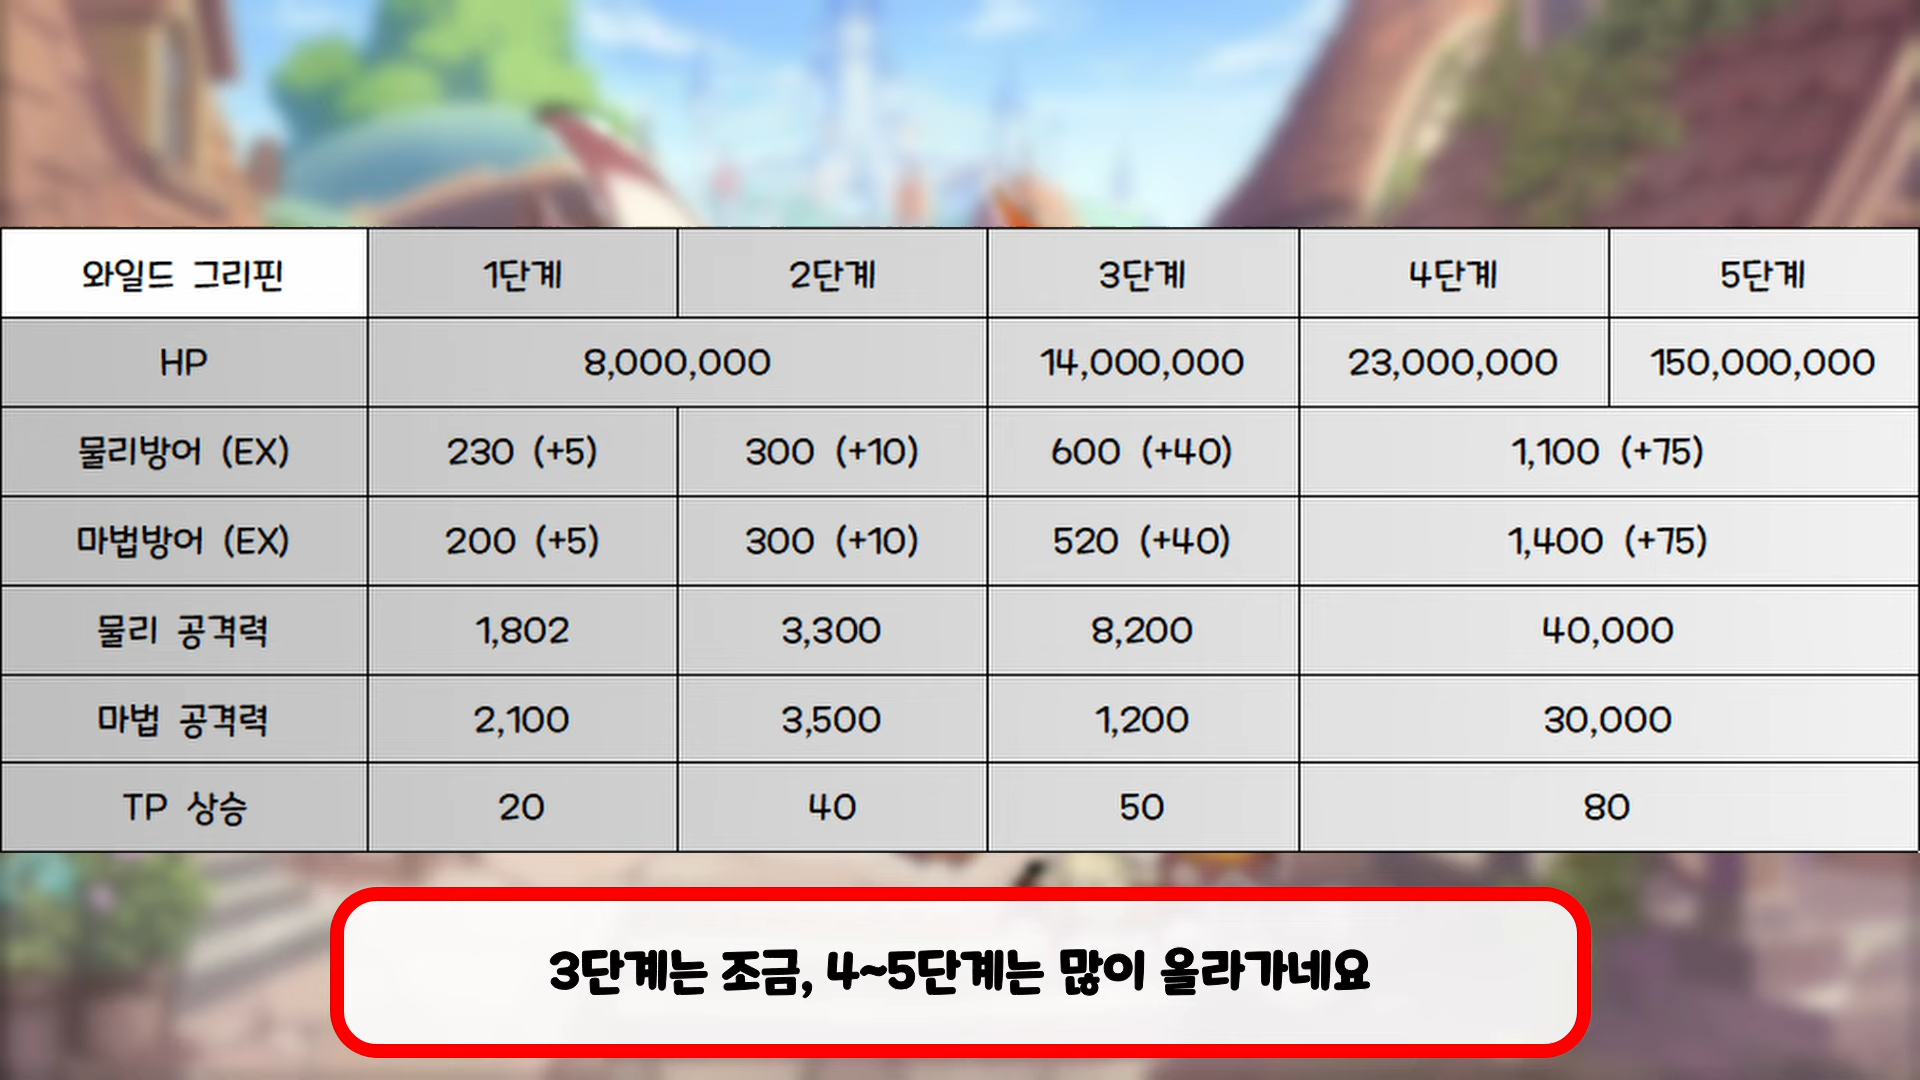 와일드 그리핀 1단계 2단계 3단계 4단계 5단계
HP 8,000,000 14,000,000 23,000,000 150,000,000
물리방어 (EX) 230 (+5) 300 (+10) 600 (+40) 1,100 (+75)
마법방어 (EX) 200 (+5) 300 (+10) 520 (+40) 1,400 (+75)
물리 공격력 1,802 3,300 8,200 40,000
마법 공격력 2,100 3,500 1,200 30,000
TP 상승 20 40 50 80
3단계는 조금, 4~5단계는 많이 올라가네요